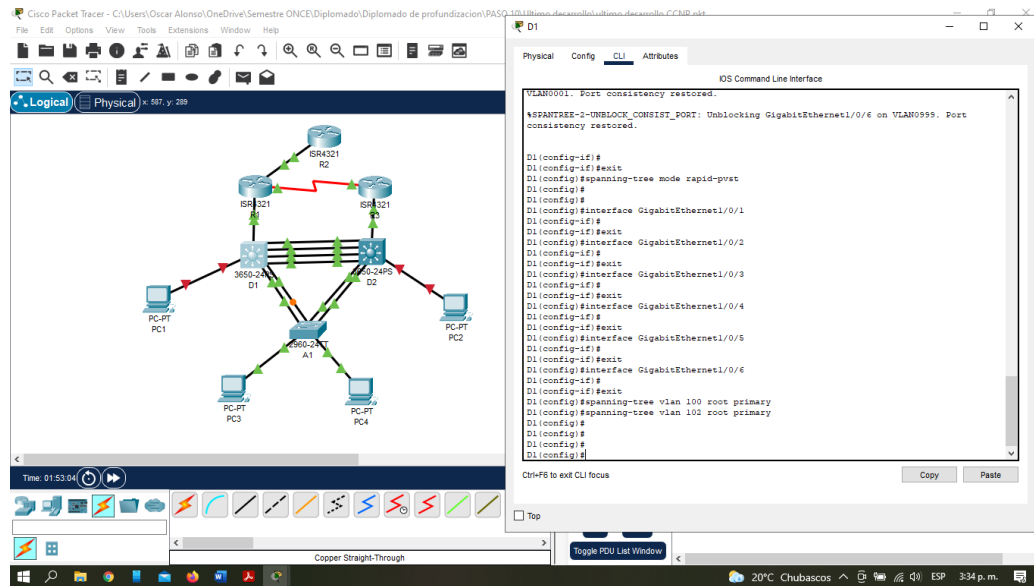 Cisco Packet Tracer - C:\Users\Oscar Alonso\OneDrive\Semestre ONCE\Diplomado\Diplomado de profundizacion\PASO 10\Ultimo desarrollo\ultimo desarrollo CCNP.pkt
File Edit Options View Tools Extensions Window Help
Logical Physical x: 587, y: 289
ISR4321
R2
ISR4321
R1
ISR4321
R3
3650-24PS
D1
3650-24PS
D2
PC-PT
PC1
PC-PT
PC2
2960-24TT
A1
PC-PT
PC3
PC-PT
PC4
Time: 01:53:04
Copper Straight-Through
Toggle PDU List Window
D1
Physical Config CLI Attributes
IOS Command Line Interface
VLAN0001. Port consistency restored.
%SPANTREE-2-UNBLOCK_CONSIST_PORT: Unblocking GigabitEthernet1/0/6 on VLAN0999. Port
consistency restored.
D1(config-if)#
D1(config-if)#exit
D1(config)#spanning-tree mode rapid-pvst
D1(config)#
D1(config)#
D1(config)#interface GigabitEthernet1/0/1
D1(config-if)#
D1(config-if)#exit
D1(config)#interface GigabitEthernet1/0/2
D1(config-if)#
D1(config-if)#exit
D1(config)#interface GigabitEthernet1/0/3
D1(config-if)#
D1(config-if)#exit
D1(config)#interface GigabitEthernet1/0/4
D1(config-if)#
D1(config-if)#exit
D1(config)#interface GigabitEthernet1/0/5
D1(config-if)#
D1(config-if)#exit
D1(config)#interface GigabitEthernet1/0/6
D1(config-if)#
D1(config-if)#exit
D1(config)#spanning-tree vlan 100 root primary
D1(config)#spanning-tree vlan 102 root primary
D1(config)#
D1(config)#
D1(config)#
D1(config)#
Ctrl+F6 to exit CLI focus
Copy Paste
Top
20°C Chubascos ESP 3:34 p. m.